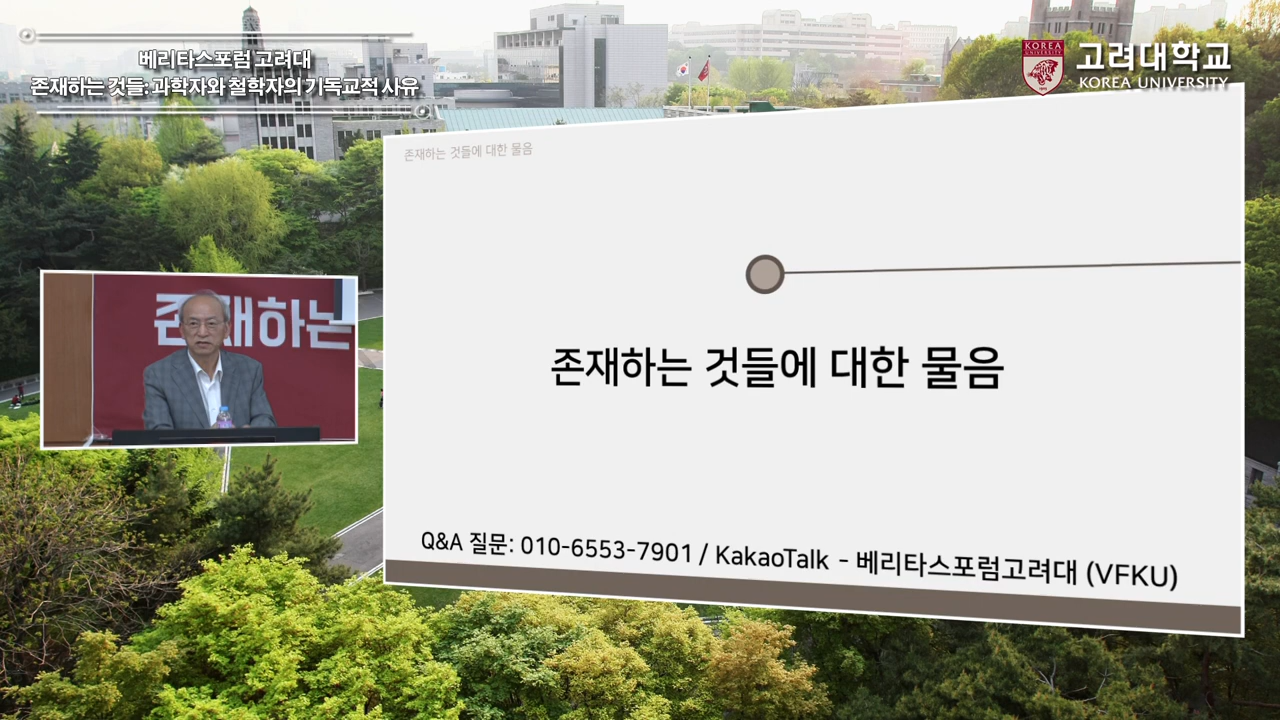 베리타스포럼 고려대
존재하는 것들: 과학자와 철학자의 기독교적 사유
KOREA
UNIVERSITY
고려대학교
KOREA UNIVERSITY
존재하는 것들에 대한 물음
존재하는
존재하는 것들에 대한 물음
Q&A 질문: 010-6553-7901 / KakaoTalk - 베리타스포럼고려대 (VFKU)